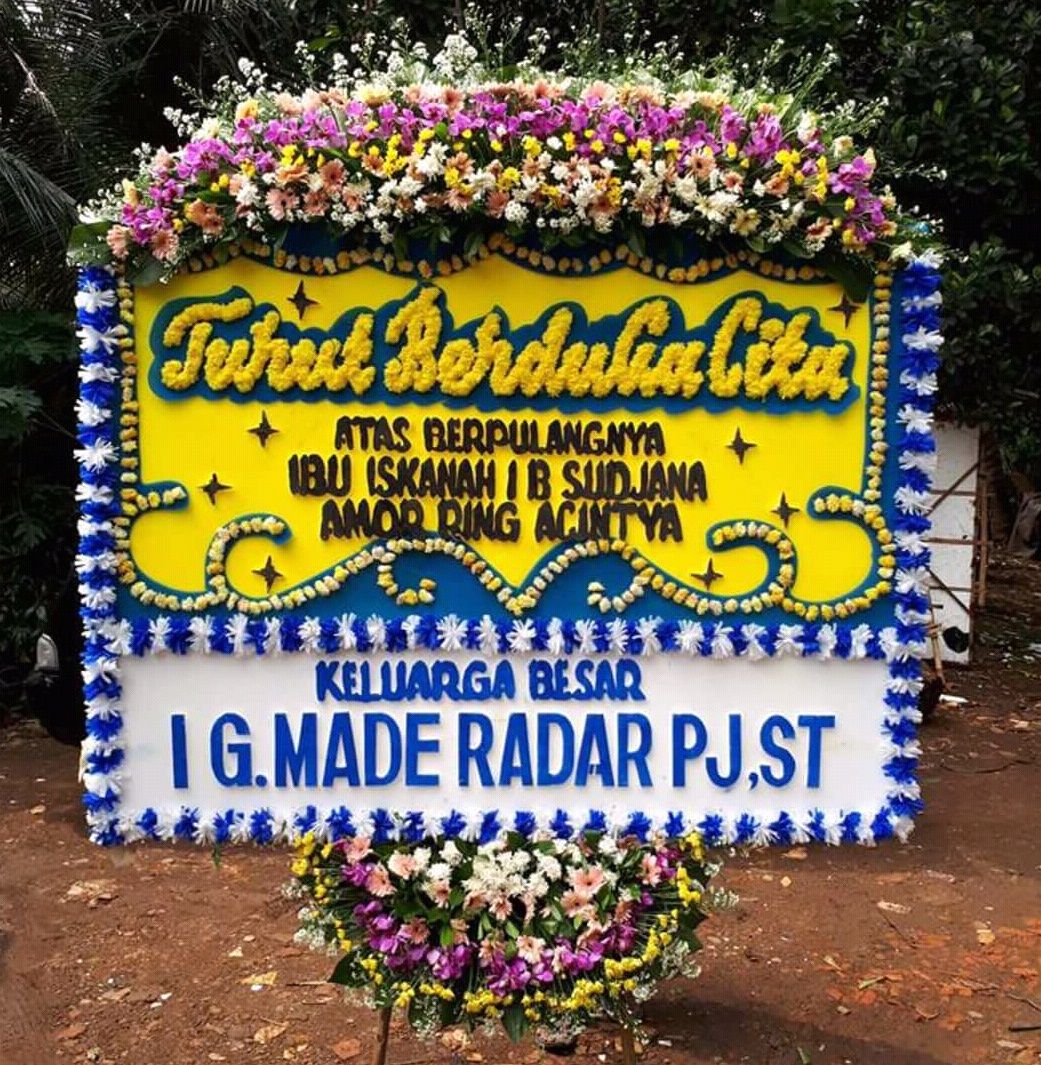 Turut Berduka Cita
ATAS BERPULANGNYA
IBU ISKANAH I B SUDJANA
AMOR RING ACINTYA
KELUARGA BESAR
I G.MADE RADAR PJ,ST